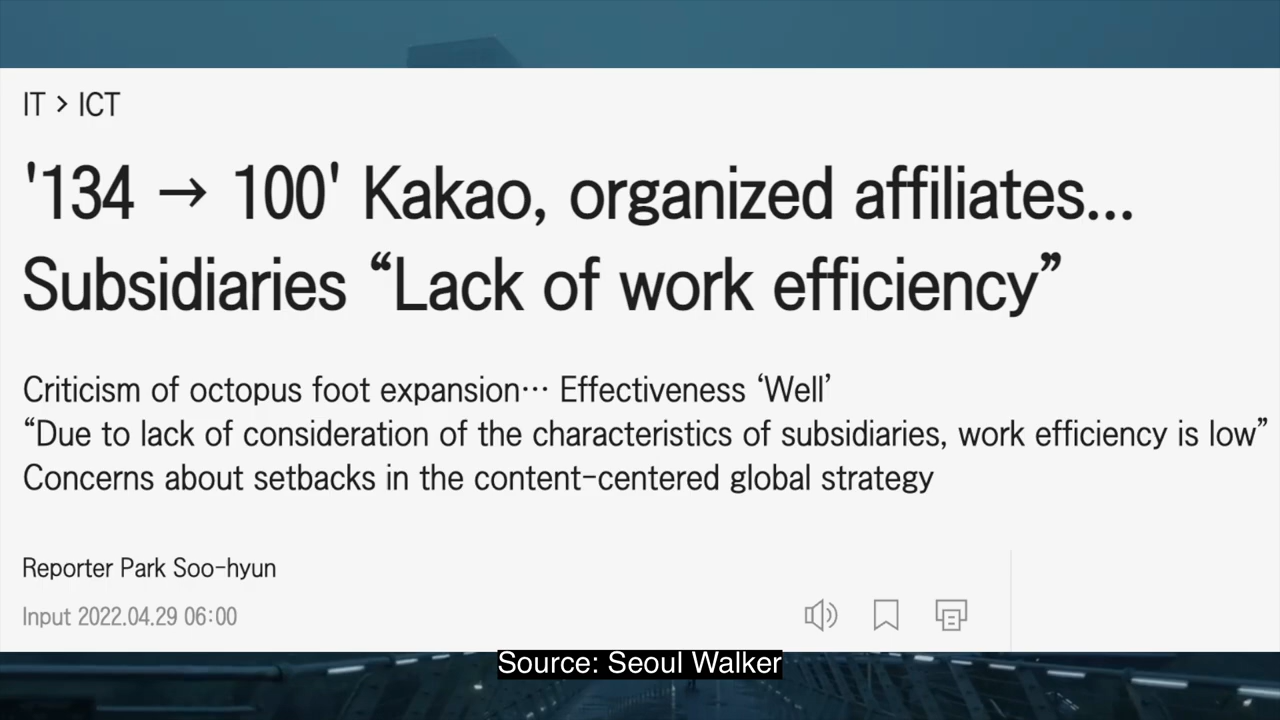 IT > ICT
'134 → 100' Kakao, organized affiliates...
Subsidiaries “Lack of work efficiency”
Criticism of octopus foot expansion··· Effectiveness ‘Well’
“Due to lack of consideration of the characteristics of subsidiaries, work efficiency is low”
Concerns about setbacks in the content-centered global strategy
Reporter Park Soo-hyun
Input 2022.04.29 06:00
Source: Seoul Walker